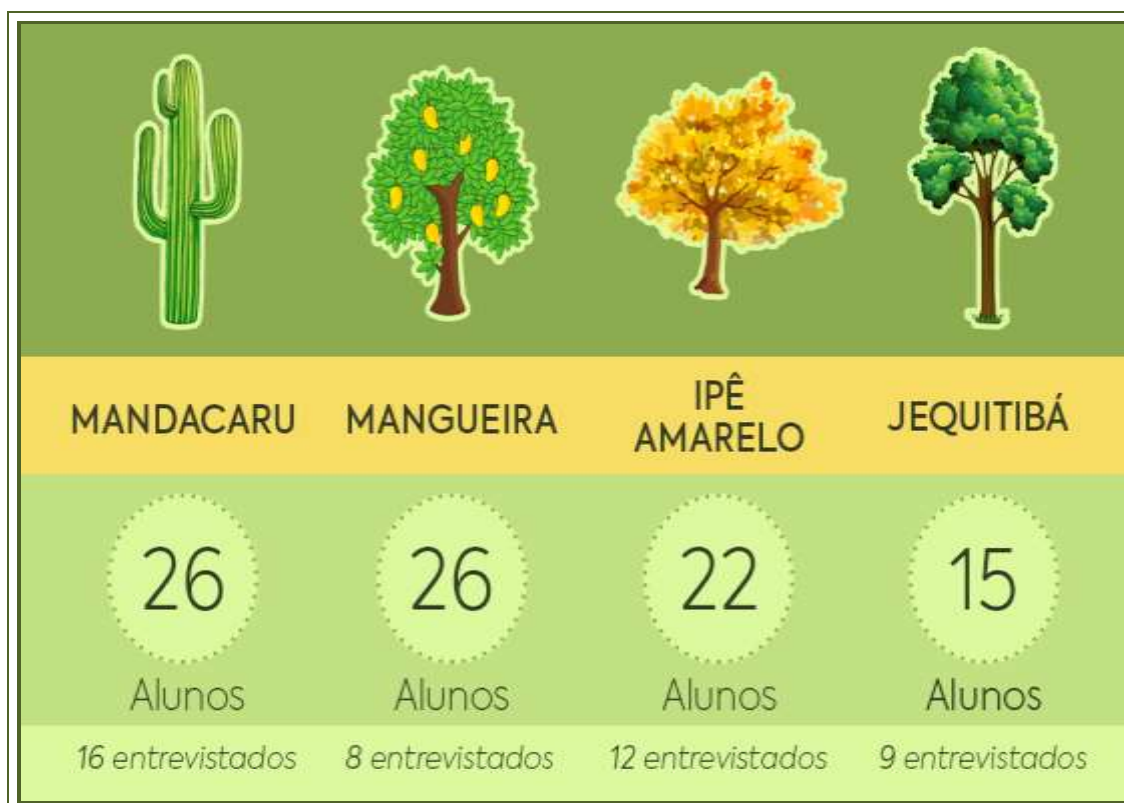 MANDACARU
MANGUEIRA
IPÊ
AMARELO
JEQUITIBÁ
26
26
22
15
Alunos
Alunos
Alunos
Alunos
16 entrevistados
8 entrevistados
12 entrevistados
9 entrevistados